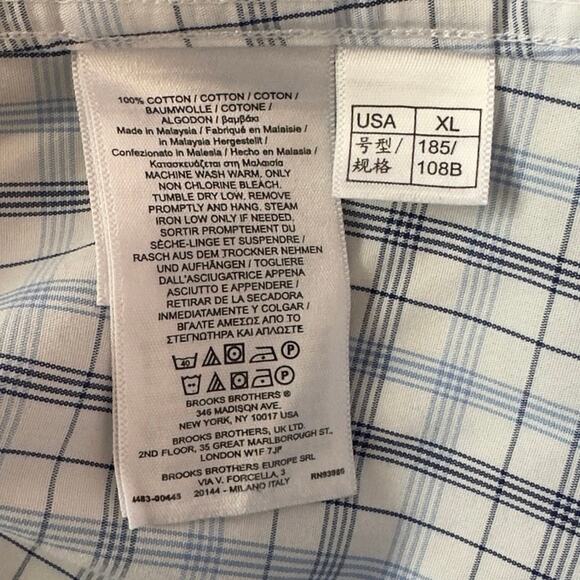 100% COTTON / COTTON / COTON /
BAUMWOLLE / COTONE /
ALGODON / βαμβάκι
Made in Malaysia / Fabriqué en Malaisie /
in Malaysia Hergestellt /
Confezionato in Malesia / Hecho en Malasia /
Κατασκευάζεται στη Μαλαισία
MACHINE WASH WARM, ONLY
NON CHLORINE BLEACH,
TUMBLE DRY LOW, REMOVE
PROMPTLY AND HANG, STEAM
IRON LOW ONLY IF NEEDED.
SORTIR PROMPTEMENT DU
SÈCHE-LINGE ET SUSPENDRE /
RASCH AUS DEM TROCKNER NEHMEN
UND AUFHÄNGEN / TOGLIERE
DALL'ASCIUGATRICE APPENA
ASCIUTTO E APPENDERE /
RETIRAR DE LA SECADORA
INMEDIATAMENTE Y COLGAR /
ΒΓΑΛΤΕ ΑΜΕΣΩΣ ΑΠΟ ΤΟ
ΣΤΕΓΝΩΤΗΡΑ ΚΑΙ ΑΠΛΩΣΤΕ
40 P
P
BROOKS BROTHERS ®
346 MADISON AVE.
NEW YORK, NY 10017 USA
BROOKS BROTHERS, UK LTD.
2ND FLOOR, 35 GREAT MARLBOROUGH ST.
LONDON W1F 7JF
BROOKS BROTHERS EUROPE SRL
VIA V. FORCELLA, 3
20144 - MILANO ITALY
USA XL
号型/ 185/
规格 108B